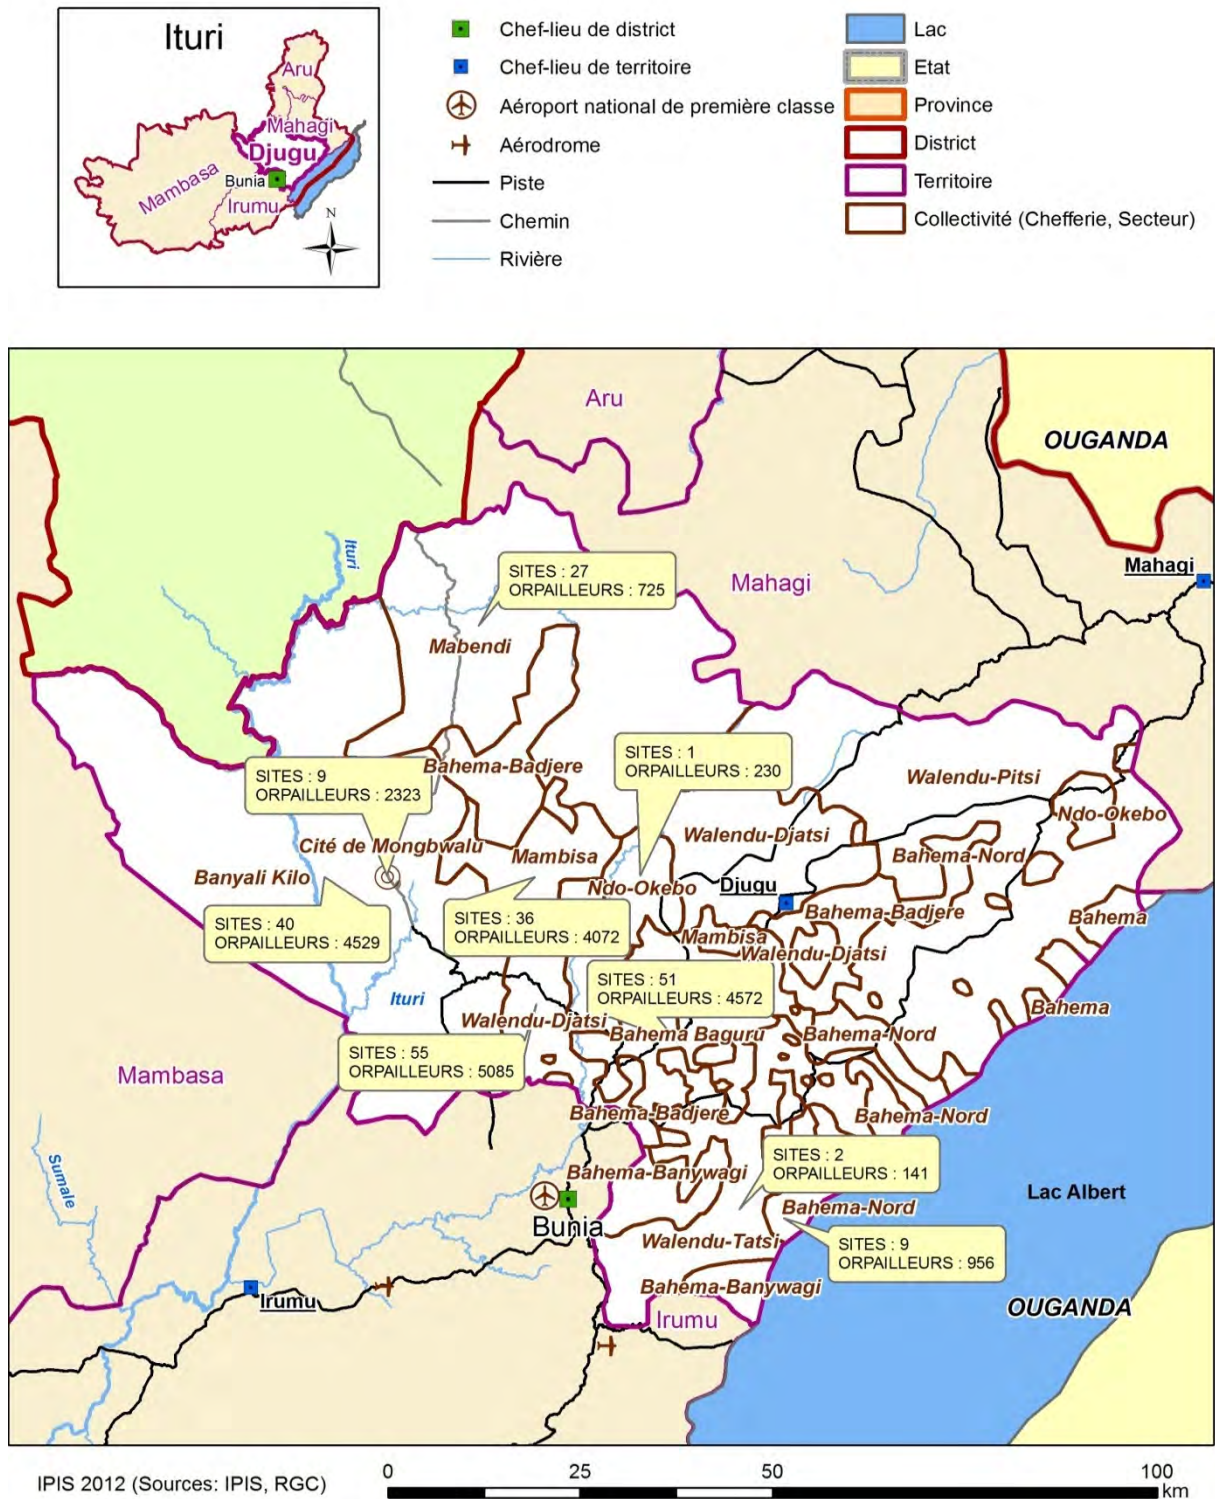 Ituri
Aru
Mahagi
Djugu
Mambasa
Bunia
Irumu
N
Chef-lieu de district
Chef-lieu de territoire
Aéroport national de première classe
Aérodrome
Piste
Chemin
Rivière
Lac
Etat
Province
District
Territoire
Collectivité (Chefferie, Secteur)
Aru
OUGANDA
Ituri
Mahagi
SITES : 27
ORPAILLEURS : 725
Mahagi
Mabendi
SITES : 1
ORPAILLEURS : 230
Bahema-Badjere
SITES : 9
ORPAILLEURS : 2323
Walendu-Pitsi
Ndo-Okebo
Walendu-Djatsi
Cité de Mongbwalu
Mambisa
Bahema-Nord
Banyali Kilo
Ndo-Okebo
Djugu
Bahema-Badjere
Bahema
SITES : 40
ORPAILLEURS : 4529
SITES : 36
ORPAILLEURS : 4072
Mambisa
Walendu-Djatsi
SITES : 51
ORPAILLEURS : 4572
Ituri
Bahema
Walendu-Djatsi
Bahema Baguru
Bahema-Nord
SITES : 55
ORPAILLEURS : 5085
Mambasa
Bahema-Badjere
Bahema-Nord
SITES : 2
ORPAILLEURS : 141
Sumale
Bahema-Banywagi
Lac Albert
Bahema-Nord
Bunia
Walendu-Tatsi
SITES : 9
ORPAILLEURS : 956
Bahema-Banywagi
Irumu
OUGANDA
Irumu
IPIS 2012 (Sources: IPIS, RGC)
0 25 50 100
km